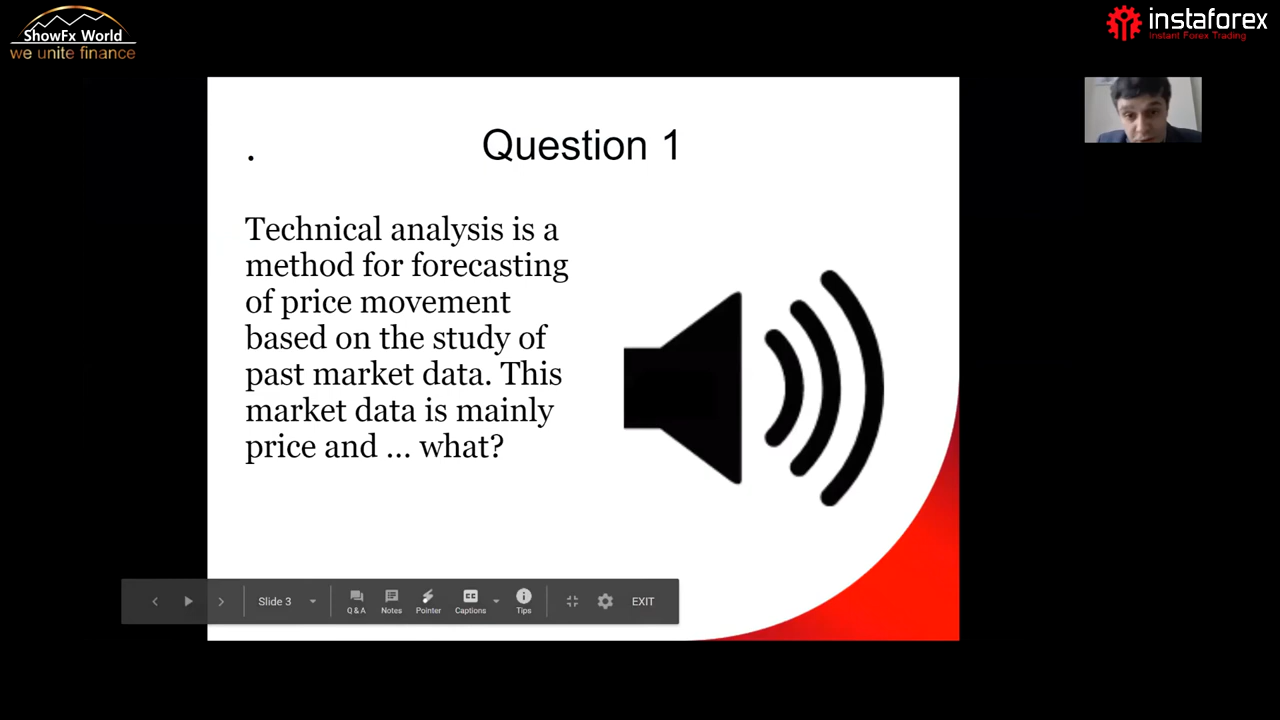 ShowFx World
we unite finance
instaforex
Instant Forex Trading
.
Question 1
Technical analysis is a
method for forecasting
of price movement
based on the study of
past market data. This
market data is mainly
price and ... what?
Slide 3
Q & A
Notes
Pointer
CC
Captions
Tips
EXIT